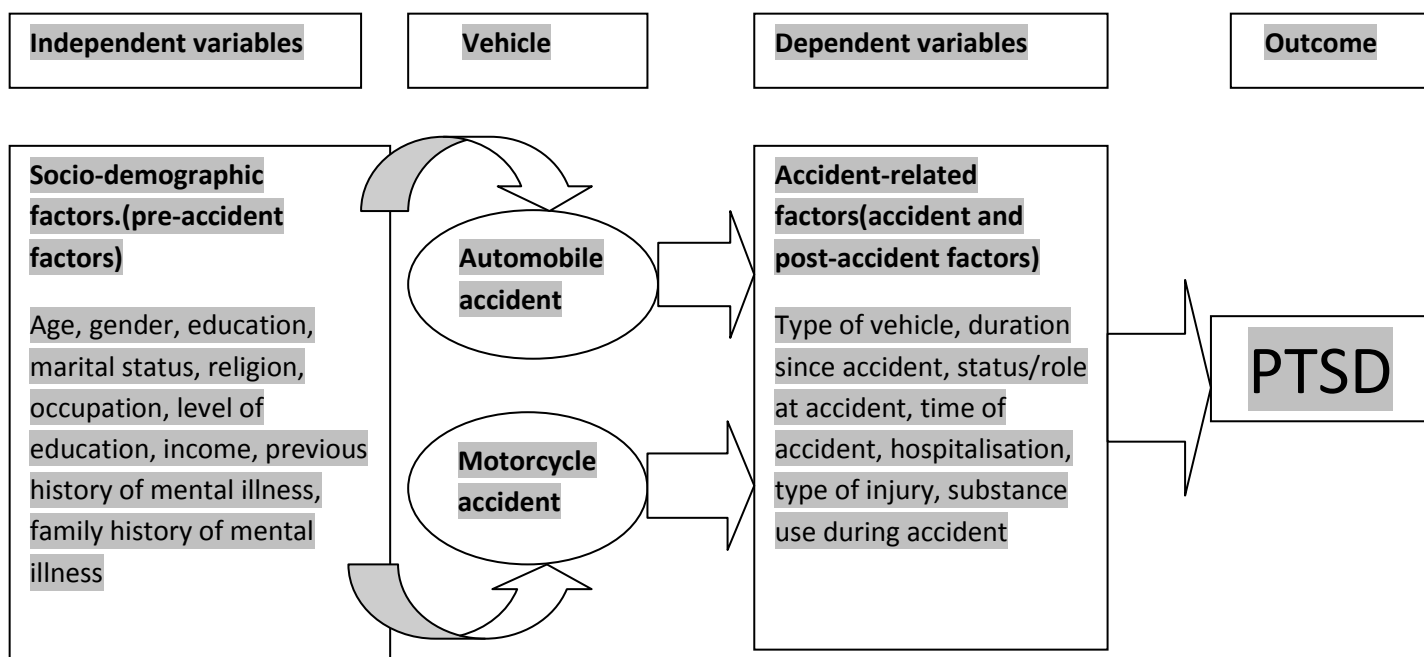 Independent variables
Vehicle
Dependent variables
Outcome
Socio-demographic
factors.(pre-accident
factors)
Age, gender, education,
marital status, religion,
occupation, level of
education, income, previous
history of mental illness,
family history of mental
illness
Automobile
accident
Motorcycle
accident
Accident-related
factors(accident and
post-accident factors)
Type of vehicle, duration
since accident, status/role
at accident, time of
accident, hospitalisation,
type of injury, substance
use during accident
PTSD